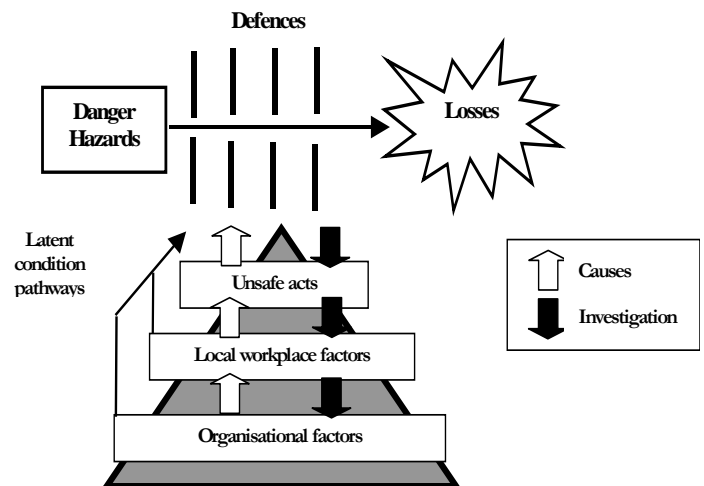 Defences
Danger
Hazards
Losses
Latent
condition
pathways
Unsafe acts
Local workplace factors
Organisational factors
Causes
Investigation